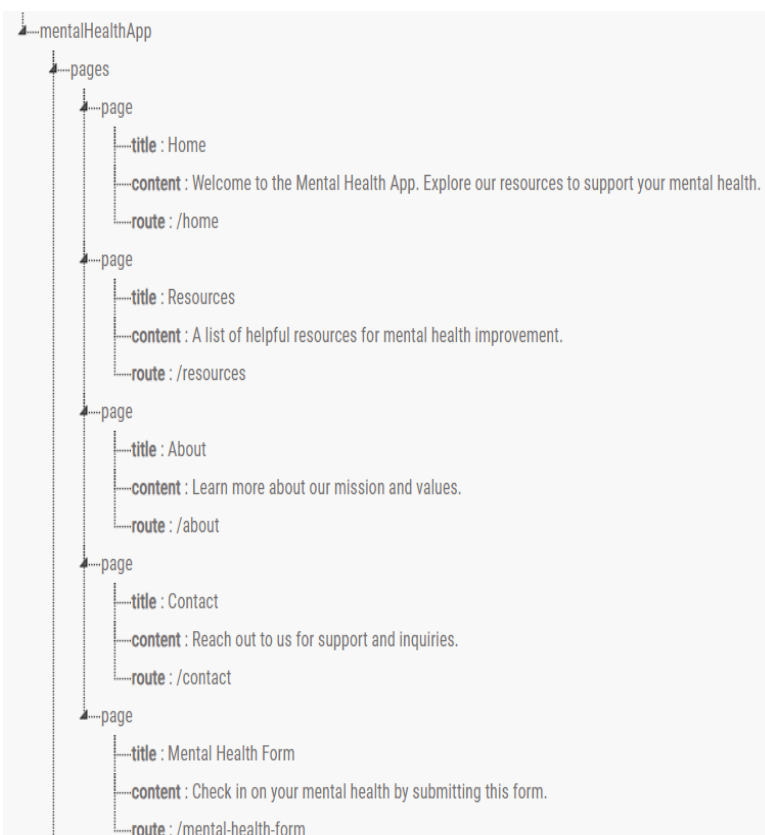 mentalHealthApp
pages
page
title : Home
content : Welcome to the Mental Health App. Explore our resources to support your mental health.
route : /home
page
title : Resources
content : A list of helpful resources for mental health improvement.
route : /resources
page
title : About
content : Learn more about our mission and values.
route : /about
page
title : Contact
content : Reach out to us for support and inquiries.
route : /contact
page
title : Mental Health Form
content : Check in on your mental health by submitting this form.
route : /mental-health-form